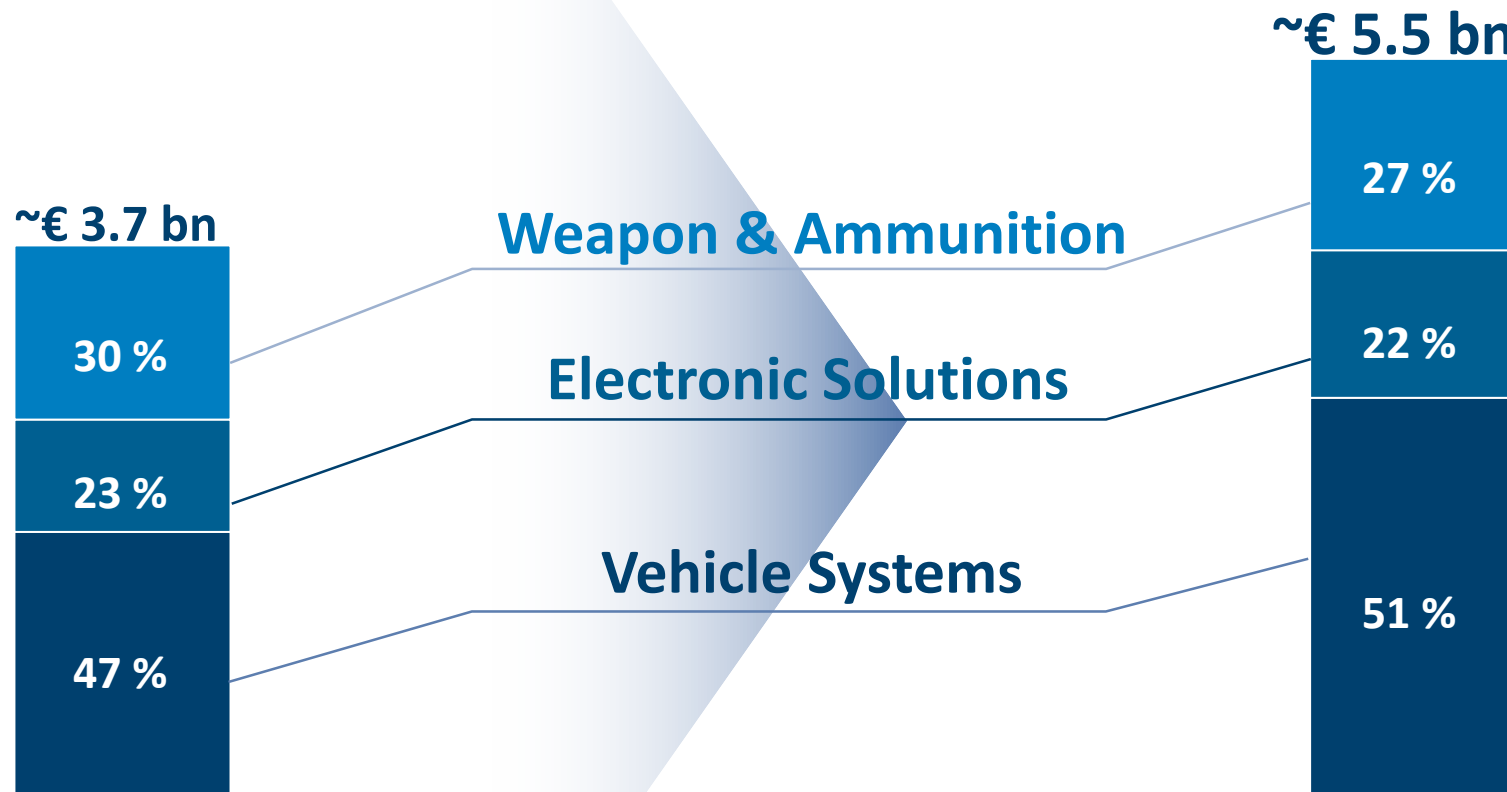 ~€ 5.5 bn
~€ 3.7 bn
Weapon & Ammunition
Electronic Solutions
Vehicle Systems
30 %
23 %
47 %
27 %
22 %
51 %